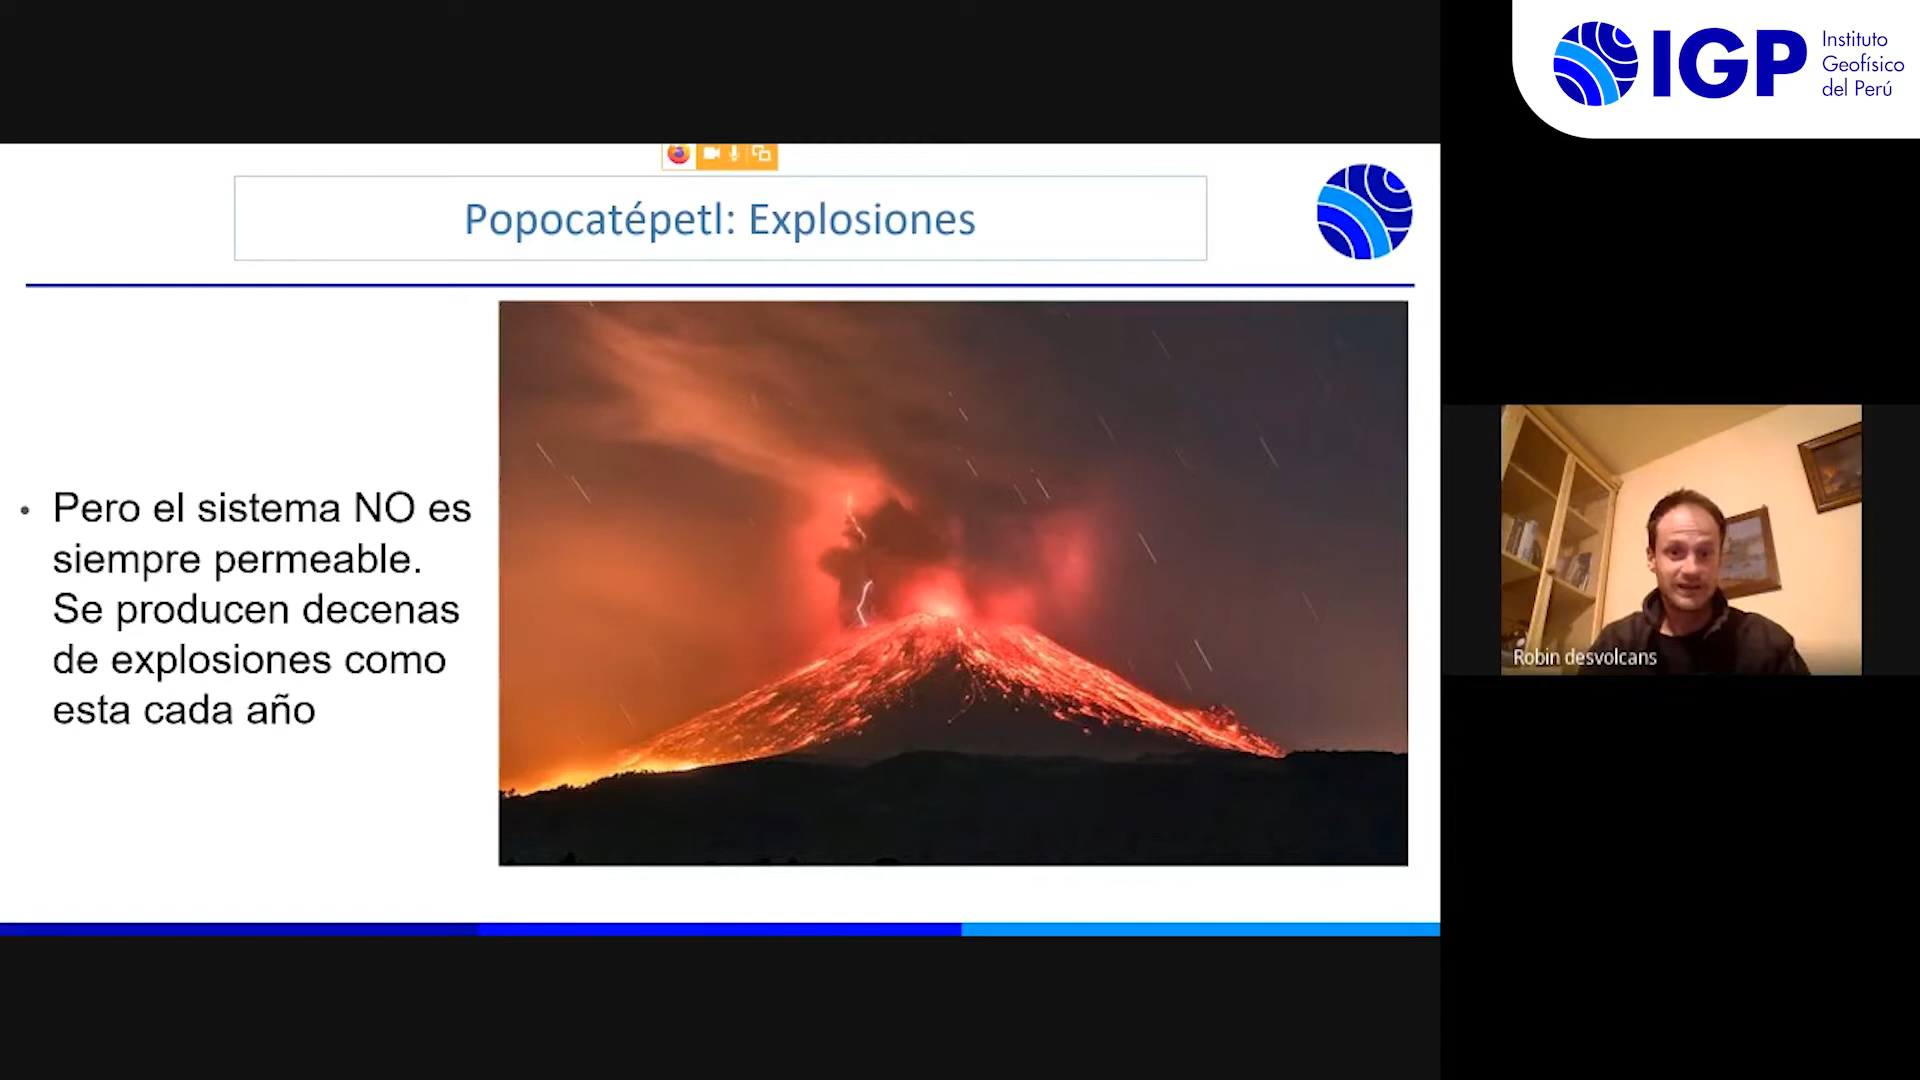 IGP
Instituto
Geofísico
del Perú
Popocatépetl: Explosiones
• Pero el sistema NO es
siempre permeable.
Se producen decenas
de explosiones como
esta cada año
Robin desvolcans